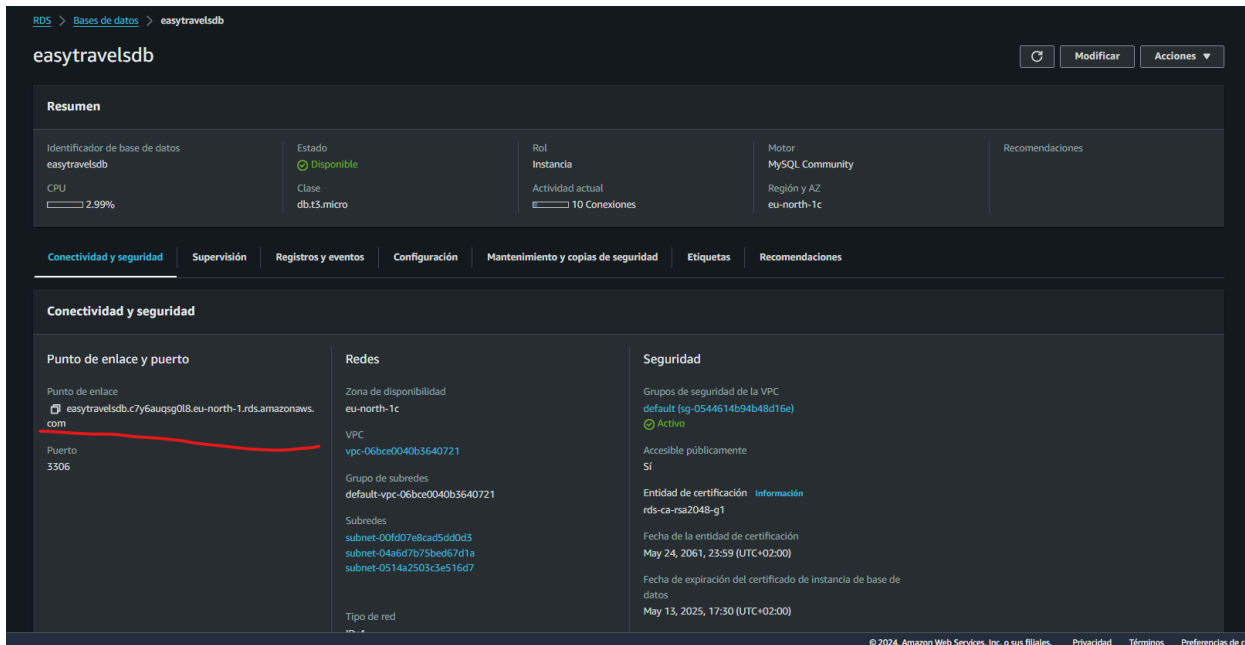 RDS > Bases de datos > easytravelsdb
easytravelsdb
Modificar
Acciones
Resumen
Identificador de base de datos
easytravelsdb
Estado
Disponible
Rol
Instancia
Motor
MySQL Community
Recomendaciones
CPU
2.99%
Clase
db.t3.micro
Actividad actual
10 Conexiones
Región y AZ
eu-north-1c
Conectividad y seguridad
Supervisión
Registros y eventos
Configuración
Mantenimiento y copias de seguridad
Etiquetas
Recomendaciones
Conectividad y seguridad
Punto de enlace y puerto
Punto de enlace
easytravelsdb.c7y6auqsg0l8.eu-north-1.rds.amazonaws.
com
Puerto
3306
Redes
Zona de disponibilidad
eu-north-1c
VPC
vpc-06bce0040b3640721
Grupo de subredes
default-vpc-06bce0040b3640721
Subredes
subnet-00fd07e8cad5dd0d3
subnet-04a6d7b75bed67d1a
subnet-0514a2503c3e516d7
Tipo de red
Seguridad
Grupos de seguridad de la VPC
default (sg-0544614b94b48d16e)
Activo
Accesible públicamente
Sí
Entidad de certificación Información
rds-ca-rsa2048-g1
Fecha de la entidad de certificación
May 24, 2061, 23:59 (UTC+02:00)
Fecha de expiración del certificado de instancia de base de
datos
May 13, 2025, 17:30 (UTC+02:00)
© 2024, Amazon Web Services, Inc. o sus filiales. Privacidad Términos Preferencias de c